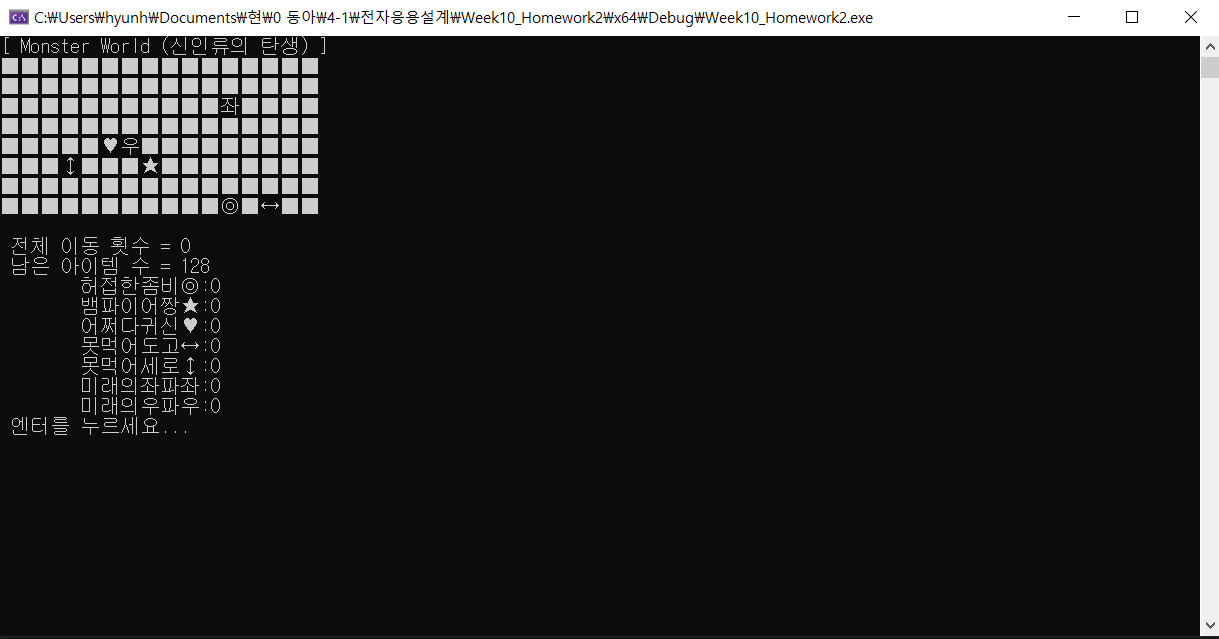 C:\Users\hyunh\Documents\현\0 동아\4-1\전자응용설계\Week10_Homework2\x64\Debug\Week10_Homework2.exe
[ Monster World (신인류의 탄생) ]
■■■■■■■■■■■■■■■■
■■■■■■■■■■■■■■■■
■■■■■■■■■■■좌■■■■
■■■■■■■■■■■■■■■■
■■■■■♥우■■■■■■■■■
■■■↕■■■★■■■■■■■■
■■■■■■■■■■■■■■■■
■■■■■■■■■■■◎■↔■■
전체 이동 횟수 = 0
남은 아이템 수 = 128
허접한좀비◎:0
뱀파이어짱★:0
어쩌다귀신♥:0
못먹어도고↔:0
못먹어세로↕:0
미래의좌파좌:0
미래의우파우:0
엔터를 누르세요...